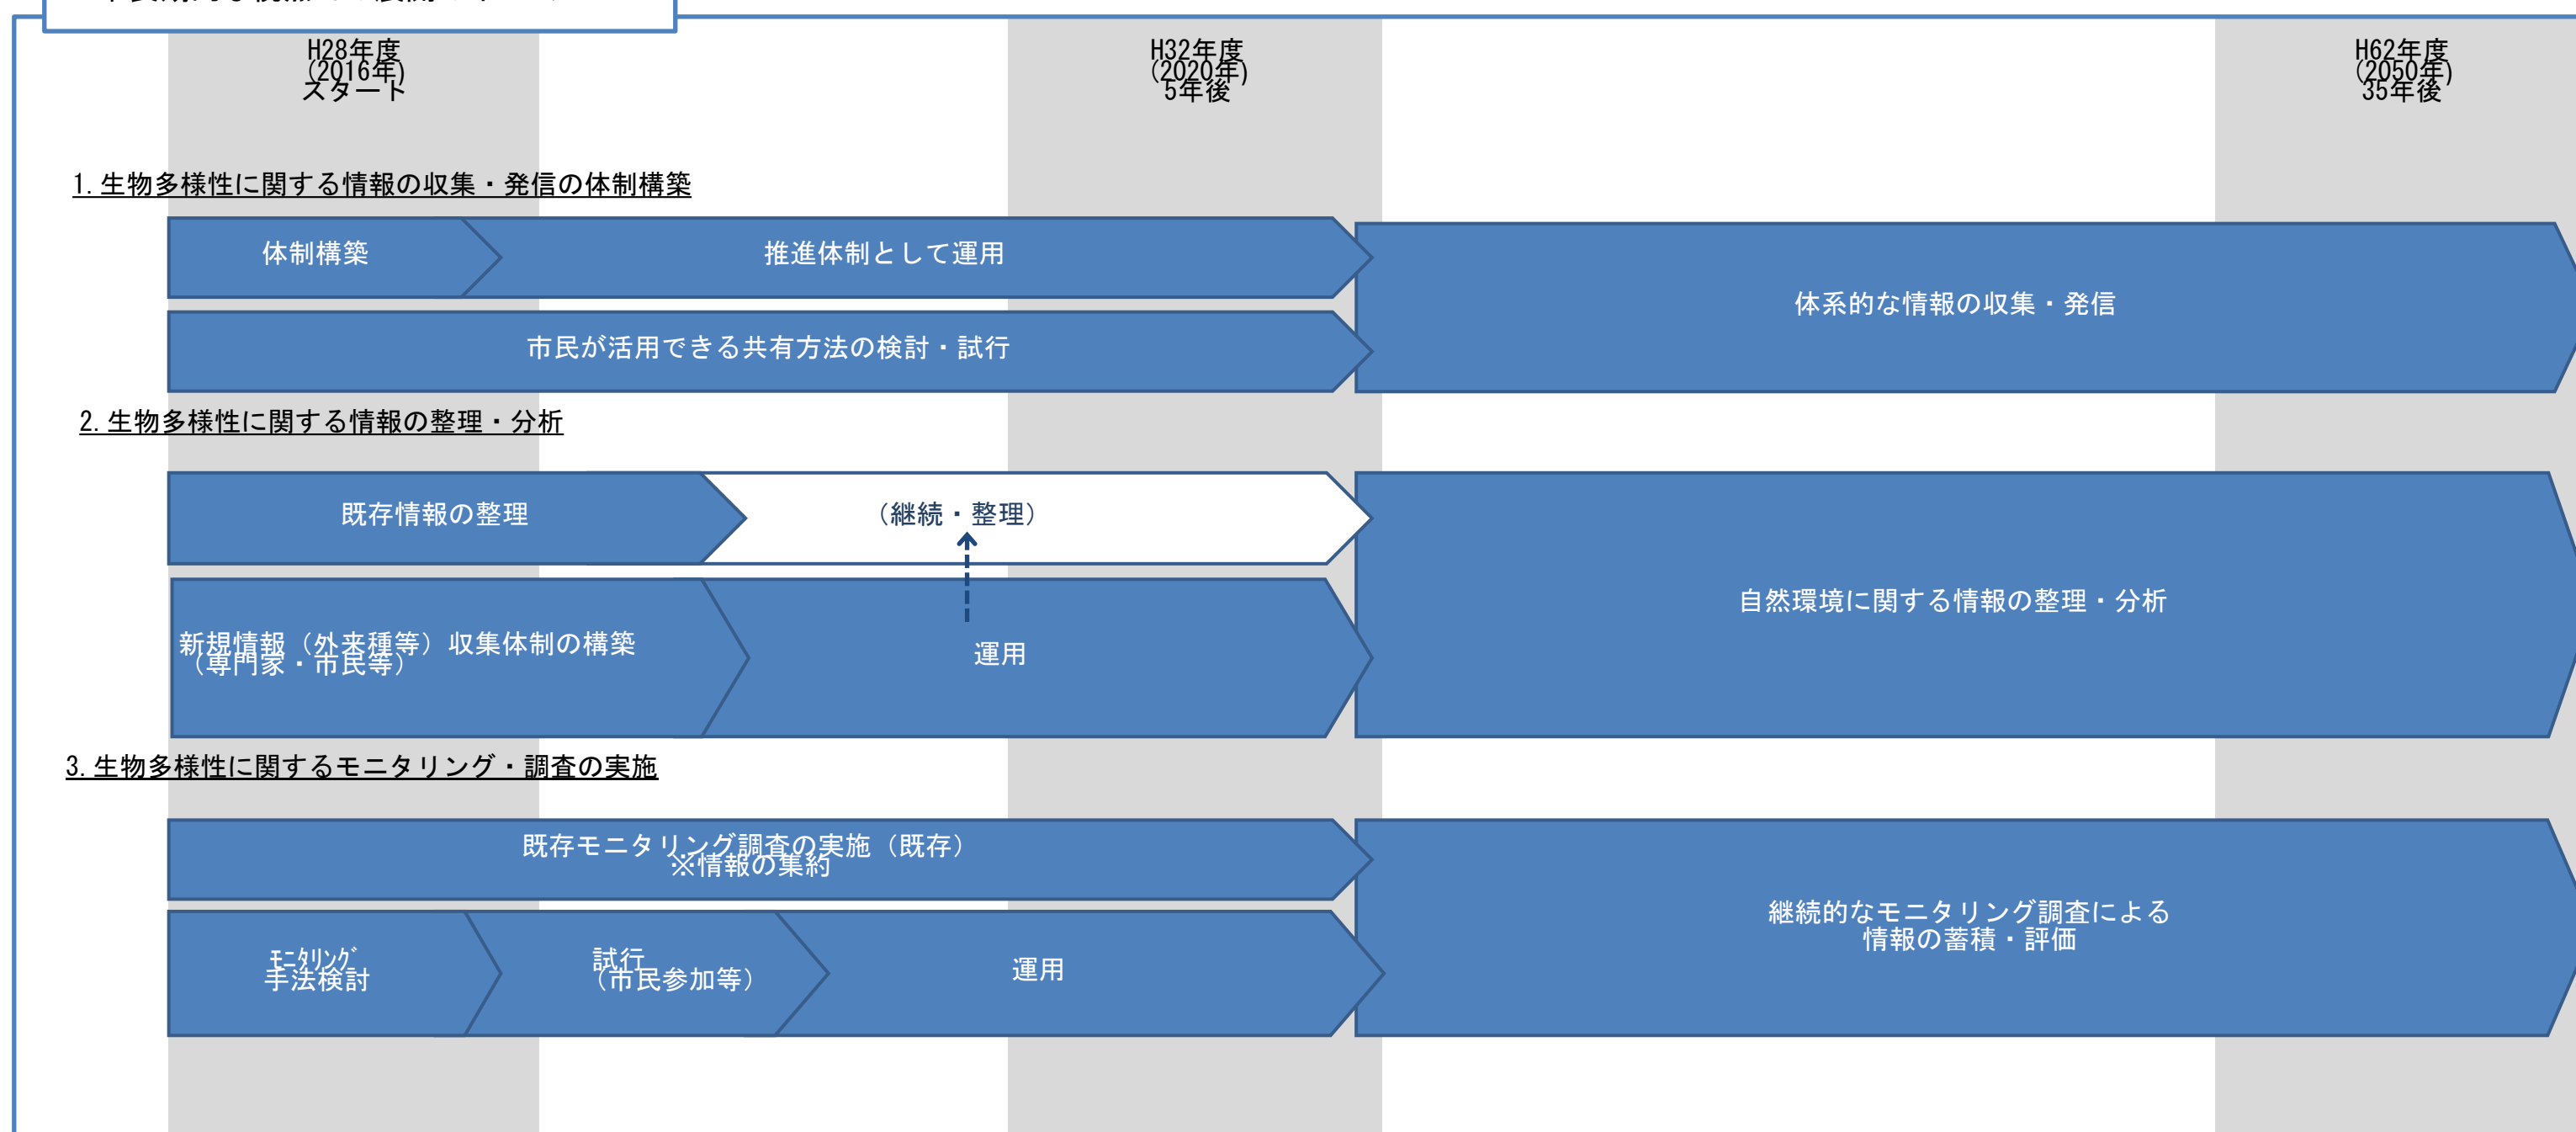 H28年度
(2016年)
スタート
H32年度
(2020年)
5年後
H62年度
(2050年)
35年後
1.生物多様性に関する情報の収集・発信の体制構築
体制構築
推進体制として運用
体系的な情報の収集・発信
市民が活用できる共有方法の検討・試行
2.生物多様性に関する情報の整理・分析
既存情報の整理
（継続・整理）
自然環境に関する情報の整理・分析
新規情報（外来種等）収集体制の構築
（専門家・市民等）
運用
3.生物多様性に関するモニタリング・調査の実施
既存モニタリング調査の実施（既存）
※情報の集約
継続的なモニタリング調査による
情報の蓄積・評価
ﾓﾆﾀﾘﾝｸﾞ
手法検討
試行
（市民参加等）
運用